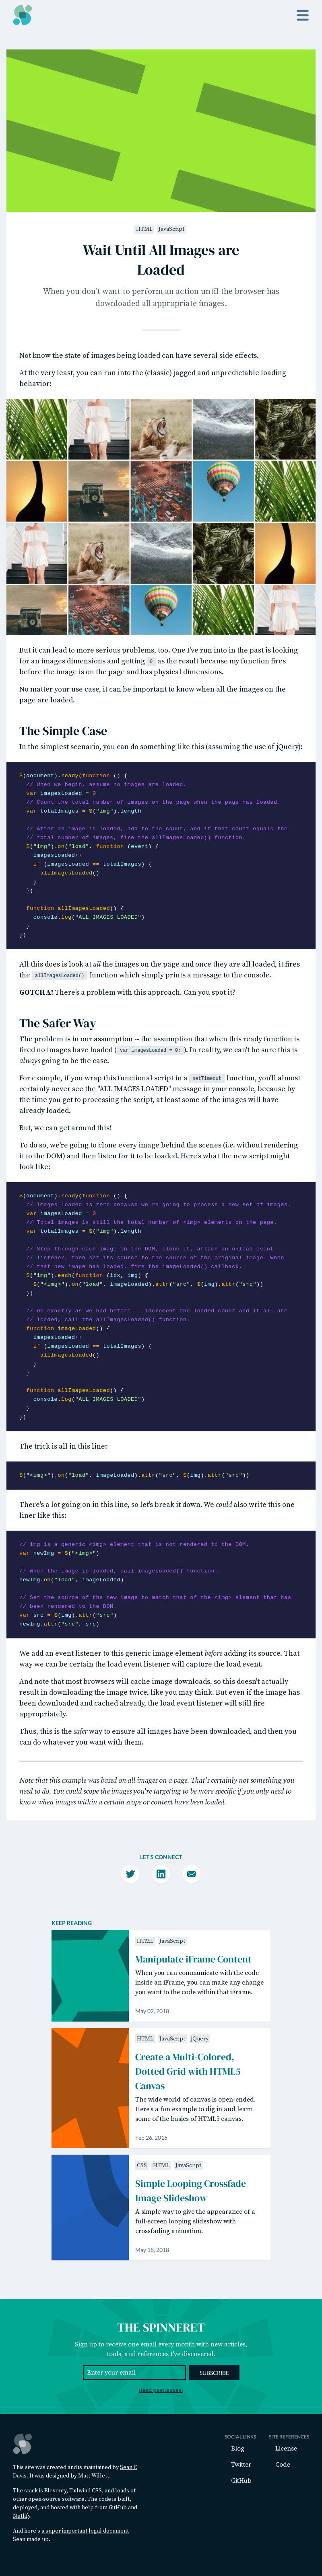 HTML JavaScript
Wait Until All Images are
Loaded
When you don't want to perform an action until the browser has
downloaded all appropriate images.
Not know the state of images being loaded can have several side effects.
At the very least, you can run into the (classic) jagged and unpredictable loading
behavior:
But it can lead to more serious problems, too. One I've run into in the past is looking
for an images dimensions and getting 0 as the result because my function fires
before the image is on the page and has physical dimensions.
No matter your use case, it can be important to know when all the images on the
page are loaded.
The Simple Case
In the simplest scenario, you can do something like this (assuming the use of jQuery):
$(document).ready(function () {
// When we begin, assume no images are loaded.
var imagesLoaded = 0
// Count the total number of images on the page when the page has loaded.
var totalImages = $("img").length
// After an image is loaded, add to the count, and if that count equals the
// total number of images, fire the allImagesLoaded() function.
$("img").on("load", function (event) {
imagesLoaded++
if (imagesLoaded == totalImages) {
allImagesLoaded()
}
})
function allImagesLoaded() {
console.log("ALL IMAGES LOADED")
}
})
All this does is look at all the images on the page and once they are all loaded, it fires
the allImagesLoaded() function which simply prints a message to the console.
GOTCHA! There's a problem with this approach. Can you spot it?
The Safer Way
The problem is in our assumption -- the assumption that when this ready function is
fired no images have loaded ( var imagesLoaded = 0; ). In reality, we can't be sure this is
always going to be the case.
For example, if you wrap this functional script in a setTimeout function, you'll almost
certainly never see the "ALL IMAGES LOADED" message in your console, because by
the time you get to processing the script, at least some of the images will have
already loaded.
But, we can get around this!
To do so, we're going to clone every image behind the scenes (i.e. without rendering
it to the DOM) and then listen for it to be loaded. Here's what the new script might
look like:
$(document).ready(function () {
// Images loaded is zero because we're going to process a new set of images.
var imagesLoaded = 0
// Total images is still the total number of <img> elements on the page.
var totalImages = $("img").length
// Step through each image in the DOM, clone it, attach an onload event
// listener, then set its source to the source of the original image. When
// that new image has loaded, fire the imageLoaded() callback.
$("img").each(function (idx, img) {
$("<img>").on("load", imageLoaded).attr("src", $(img).attr("src"))
})
// Do exactly as we had before -- increment the loaded count and if all are
// loaded, call the allImagesLoaded() function.
function imageLoaded() {
imagesLoaded++
if (imagesLoaded == totalImages) {
allImagesLoaded()
}
}
function allImagesLoaded() {
console.log("ALL IMAGES LOADED")
}
})
The trick is all in this line:
$("<img>").on("load", imageLoaded).attr("src", $(img).attr("src"))
There's a lot going on in this line, so let's break it down. We could also write this one-
liner like this:
// img is a generic <img> element that is not rendered to the DOM.
var newImg = $("<img>")
// When the image is loaded, call imageLoaded() function.
newImg.on("load", imageLoaded)
// Set the source of the new image to match that of the <img> element that has
// been rendered to the DOM.
var src = $(img).attr("src")
newImg.attr("src", src)
We add an event listener to this generic image element before adding its source. That
way we can be certain the load event listener will capture the load event.
And note that most browsers will cache image downloads, so this doesn't actually
result in downloading the image twice, like you may think. But even if the image has
been downloaded and cached already, the load event listener will still fire
appropriately.
Thus, this is the safer way to ensure all images have been downloaded, and then you
can do whatever you want with them.
Note that this example was based on all images on a page. That's certainly not something you
need to do. You could scope the images you're targeting to be more specific if you only need to
know when images within a certain scope or context have been loaded.
LET'S CONNECT
KEEP READING
HTML JavaScript
Manipulate iFrame Content
When you can communicate with the code
inside an iFrame, you can make any change
you want to the code within that iFrame.
May 02, 2018
HTML JavaScript jQuery
Create a Multi-Colored,
Dotted Grid with HTML5
Canvas
The wide world of canvas is open-ended.
Here's a fun example to dig in and learn
some of the basics of HTML5 canvas.
Feb 26, 2016
CSS HTML JavaScript
Simple Looping Crossfade
Image Slideshow
A simple way to give the appearance of a
full-screen looping slideshow with
crossfading animation.
May 18, 2018
THE SPINNERET
Sign up to receive one email every month with new articles,
tools, and references I've discovered.
Enter your email
SUBSCRIBE
Read past issues.
This site was created and is maintained by Sean C
Davis. It was designed by Matt Willett.
The stack is Eleventy, Tailwind CSS, and loads of
other open-source software. The code is built,
deployed, and hosted with help from GitHub and
Netlify.
And here's a super important legal document
Sean made up.
SOCIAL LINKS
Blog
Twitter
GitHub
SITE REFERENCES
License
Code